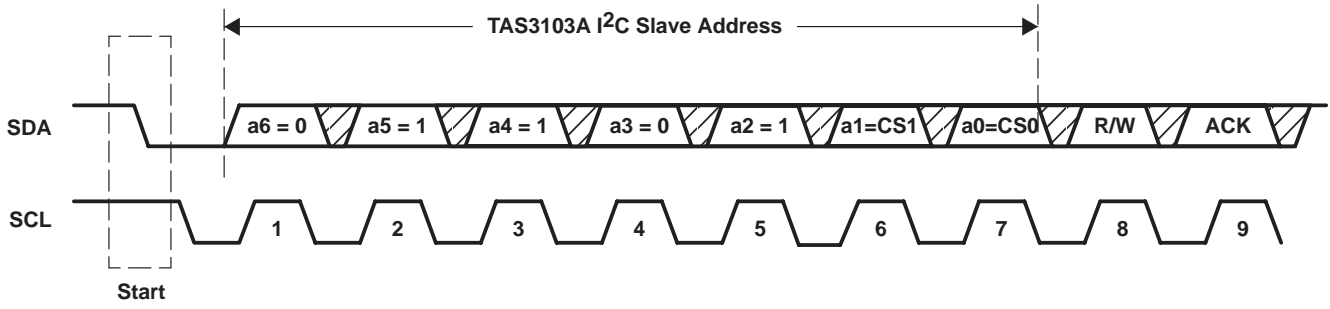 TAS3103A I2C Slave Address
SDA a6 = 0 a5 = 1 a4 = 1 a3 = 0 a2 = 1 a1=CS1 a0=CS0 R/W ACK
SCL 1 2 3 4 5 6 7 8 9
Start